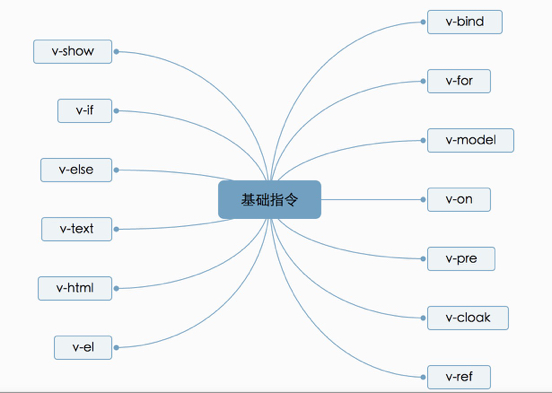 v-show
v-if
v-else
v-text
v-html
v-el
基础指令
v-bind
v-for
v-model
v-on
v-pre
v-cloak
v-ref